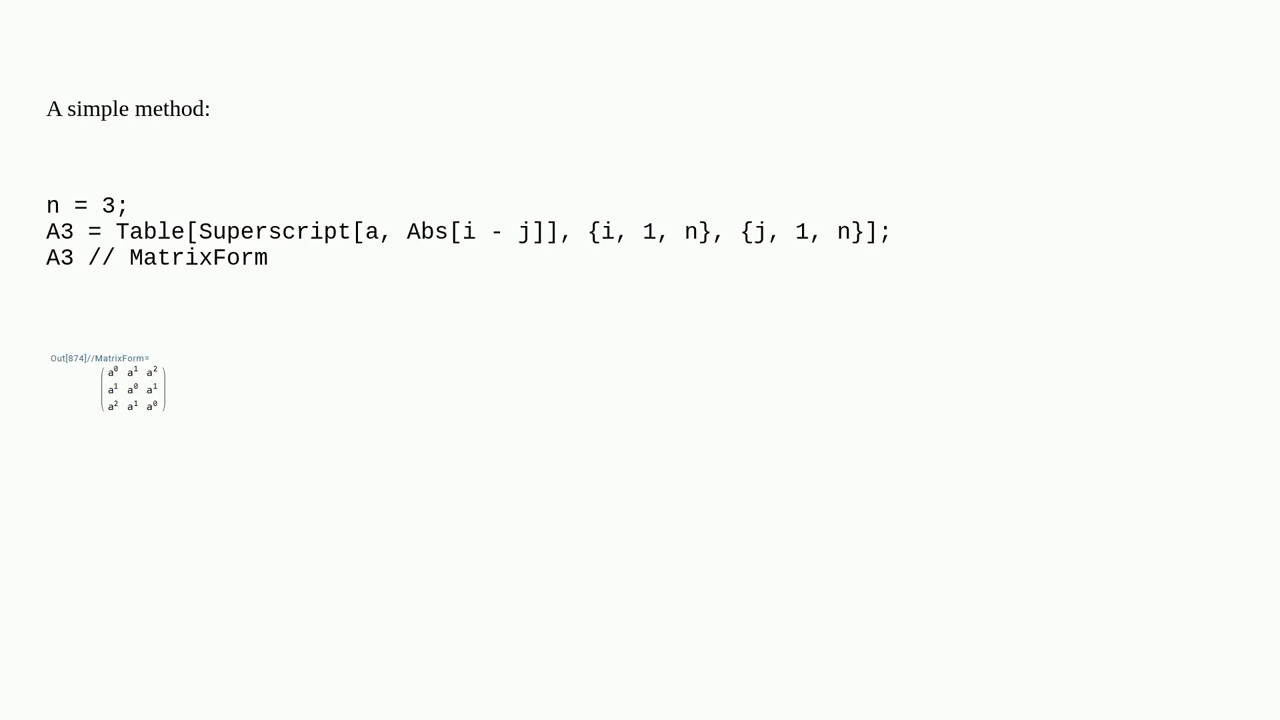 A simple method:
n = 3;
A3 = Table[Superscript[a, Abs[i - j]], {i, 1, n}, {j, 1, n}];
A3 // MatrixForm
Out[874]//MatrixForm=
a⁰ a¹ a²
a¹ a⁰ a¹
a² a¹ a⁰